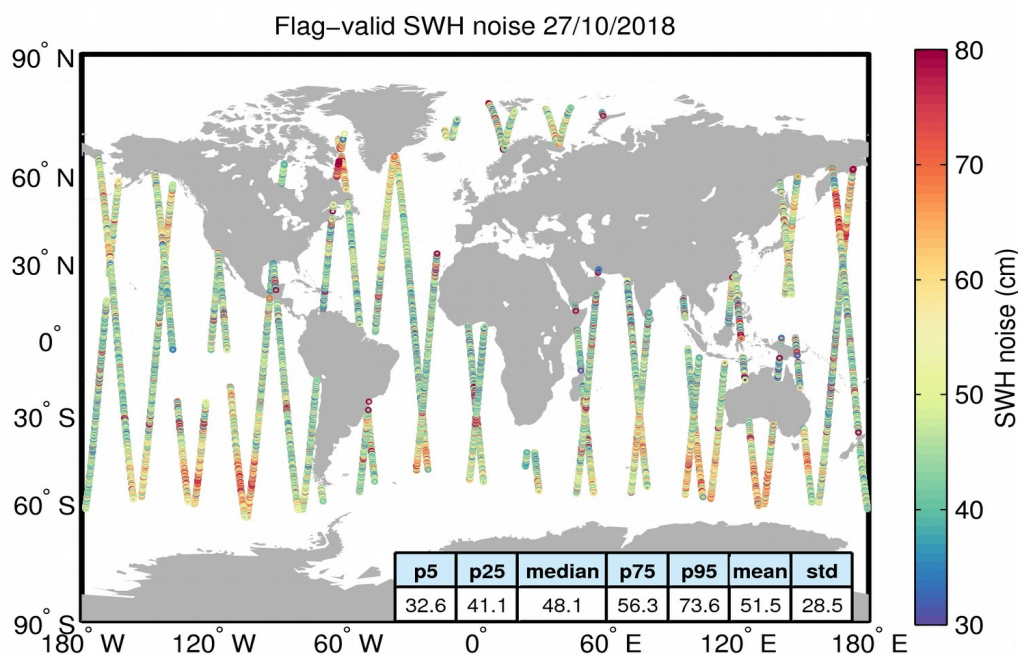 Flag−valid SWH noise 27/10/2018
90° N
60° N
30° N
0°
30° S
60° S
90° S
180° W
120° W
60° W
0°
60° E
120° E
180° E
p5 p25 median p75 p95 mean std
32.6 41.1 48.1 56.3 73.6 51.5 28.5
80
70
60
50
40
30
SWH noise (cm)